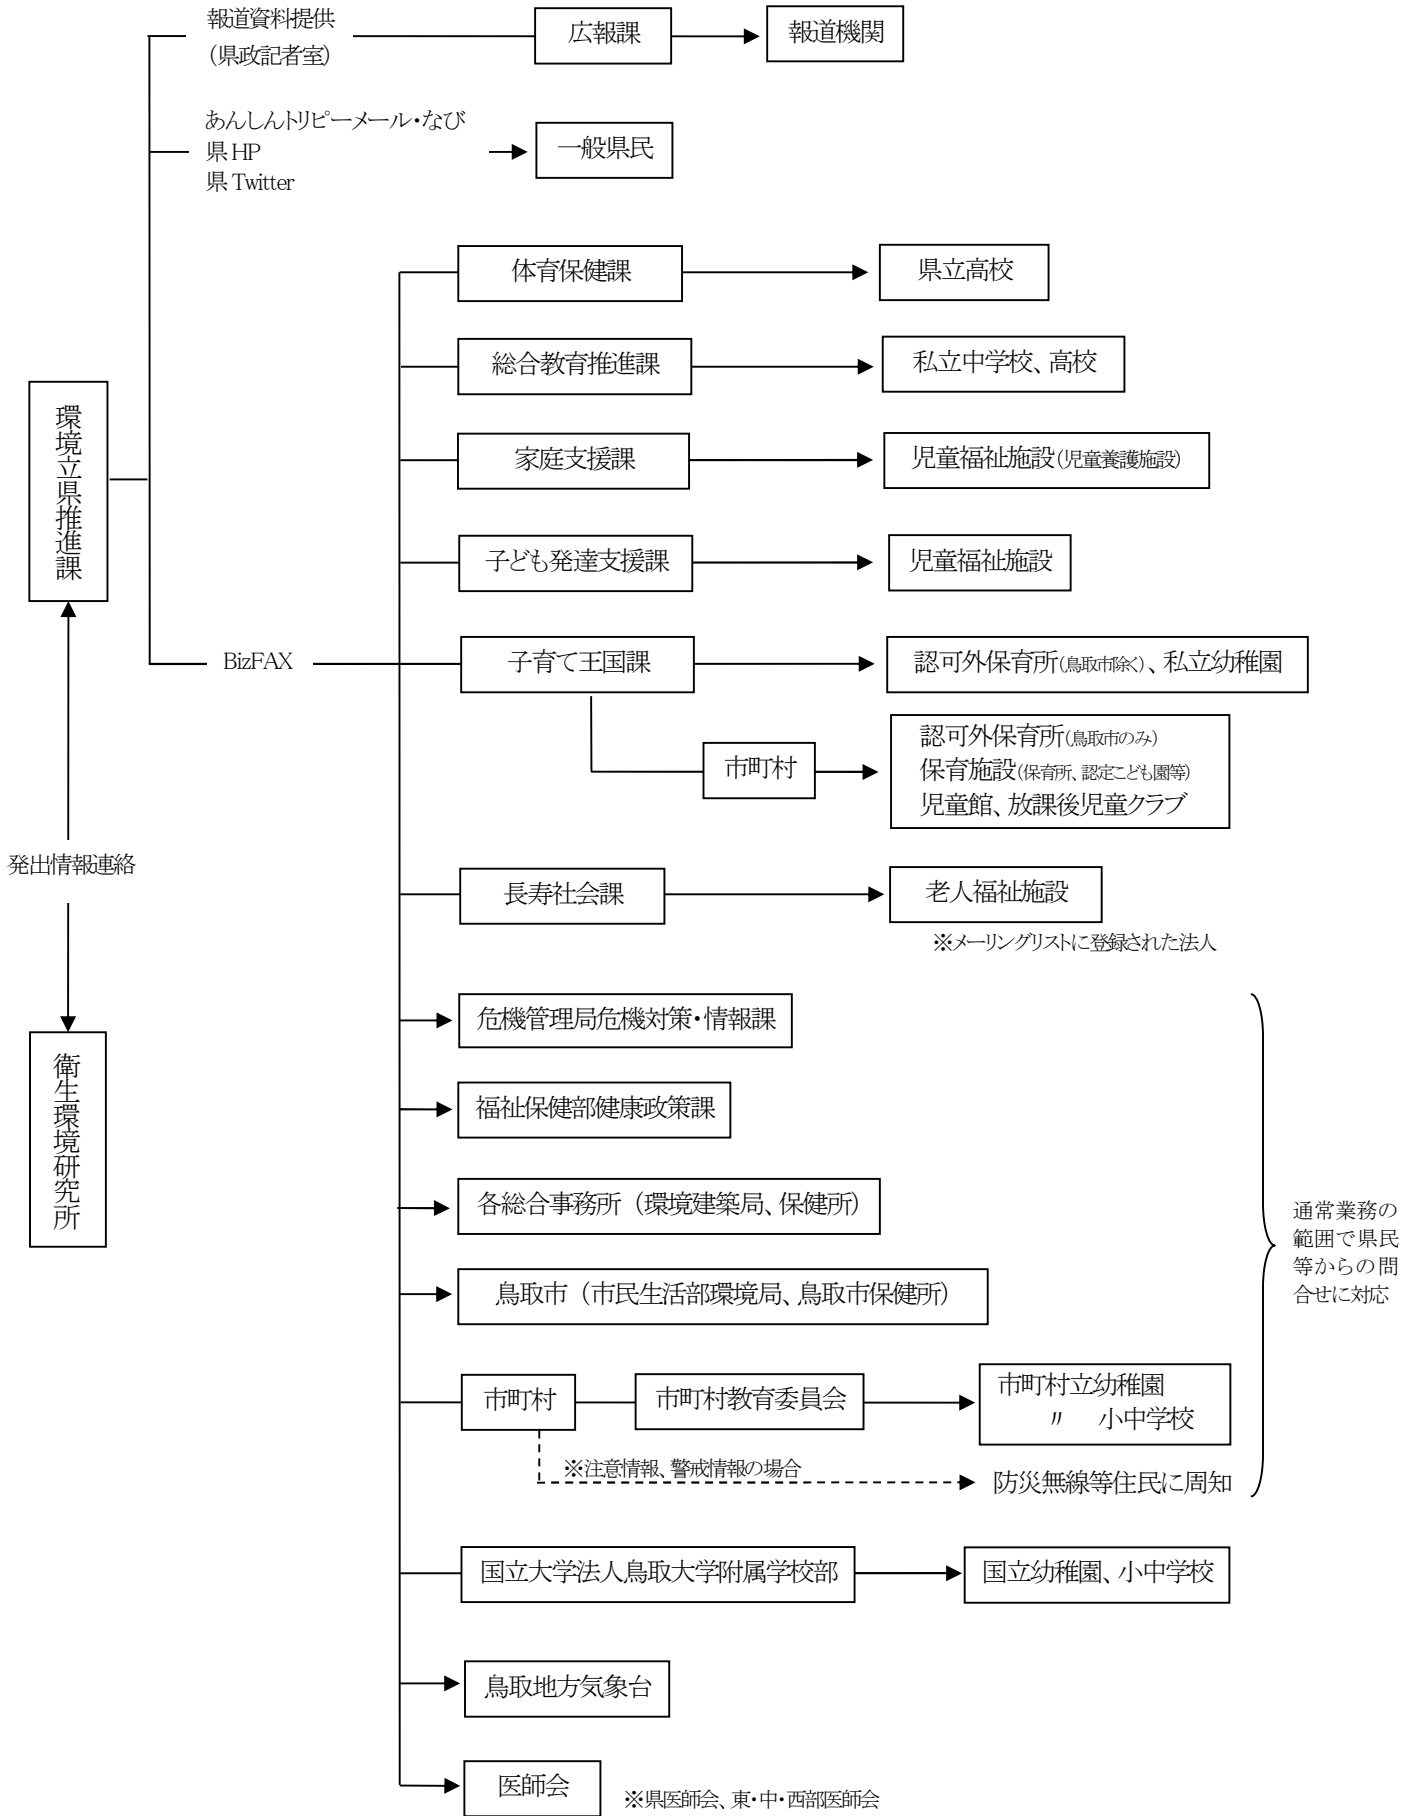 報道資料提供
（県政記者室）
広報課
報道機関
あんしんトリピーメール・なび
県 HP
県 Twitter
一般県民
体育保健課
県立高校
総合教育推進課
私立中学校、高校
環境立県推進課
家庭支援課
児童福祉施設(児童養護施設)
子ども発達支援課
児童福祉施設
BizFAX
子育て王国課
認可外保育所(鳥取市除く)、私立幼稚園
市町村
認可外保育所(鳥取市のみ)
保育施設(保育所、認定こども園等)
児童館、放課後児童クラブ
発出情報連絡
長寿社会課
老人福祉施設
※メーリングリストに登録された法人
衛生環境研究所
危機管理局危機対策・情報課
福祉保健部健康政策課
各総合事務所（環境建築局、保健所）
鳥取市（市民生活部環境局、鳥取市保健所）
通常業務の
範囲で県民
等からの問
合せに対応
市町村
市町村教育委員会
市町村立幼稚園
〃　小中学校
※注意情報、警戒情報の場合
防災無線等住民に周知
国立大学法人鳥取大学附属学校部
国立幼稚園、小中学校
鳥取地方気象台
医師会
※県医師会、東・中・西部医師会